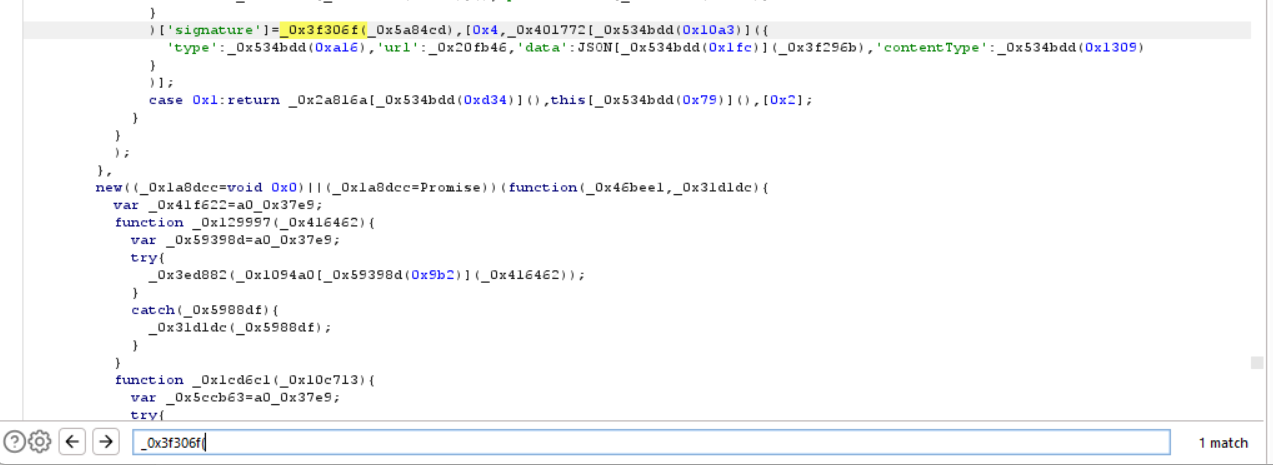 }
)['signature']=_0x3f306f(_0x5a84cd),[0x4,_0x401772[_0x534bdd(0x10a3)]({
'type':_0x534bdd(0xa16),'url':_0x20fb46,'data':JSON[_0x534bdd(0x1fc)](_0x3f296b),'contentType':_0x534bdd(0x1309)
}
)];
case 0x1:return _0x2a816a[_0x534bdd(0xd34)](),this[_0x534bdd(0x79)](),[0x2];
}
}
);
},
new((_0x1a8dcc=void 0x0)||(_0x1a8dcc=Promise))(function(_0x46bee1,_0x31d1dc){
var _0x41f622=a0_0x37e9;
function _0x129997(_0x416462){
var _0x59398d=a0_0x37e9;
try{
_0x3ed882(_0x1094a0[_0x59398d(0x9b2)](_0x416462));
}
catch(_0x5988df){
_0x31d1dc(_0x5988df);
}
}
function _0x1cd6c1(_0x10c713){
var _0x5ccb63=a0_0x37e9;
try{
_0x3f306f(
1 match